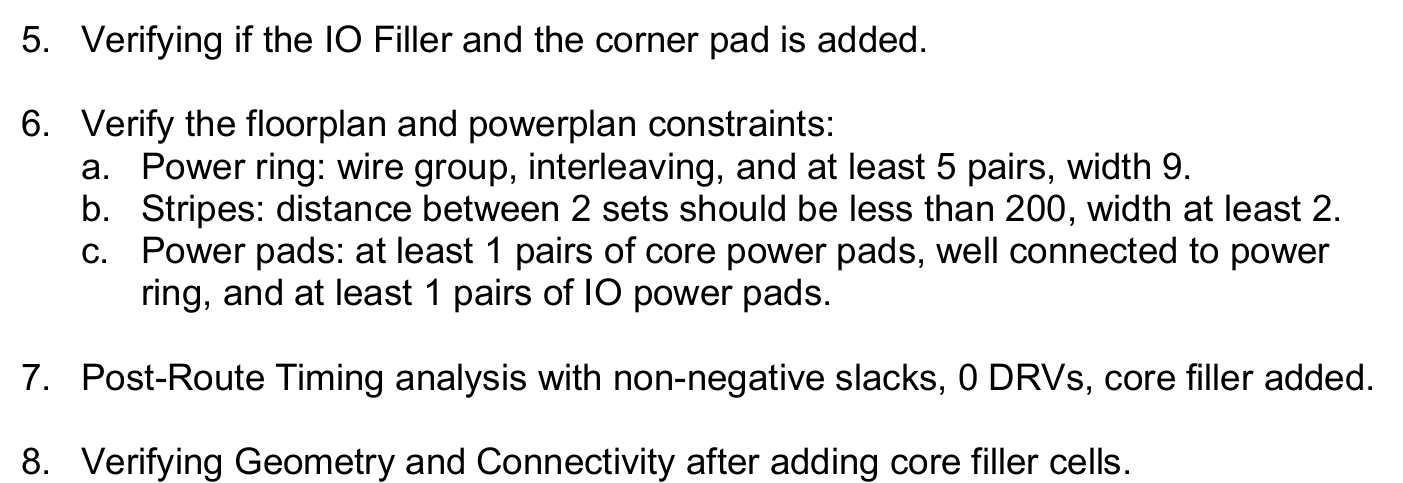 5. Verifying if the IO Filler and the corner pad is added.
6. Verify the floorplan and powerplan constraints:
a. Power ring: wire group, interleaving, and at least 5 pairs, width 9.
b. Stripes: distance between 2 sets should be less than 200, width at least 2.
c. Power pads: at least 1 pairs of core power pads, well connected to power
ring, and at least 1 pairs of IO power pads.
7. Post-Route Timing analysis with non-negative slacks, 0 DRVs, core filler added.
8. Verifying Geometry and Connectivity after adding core filler cells.